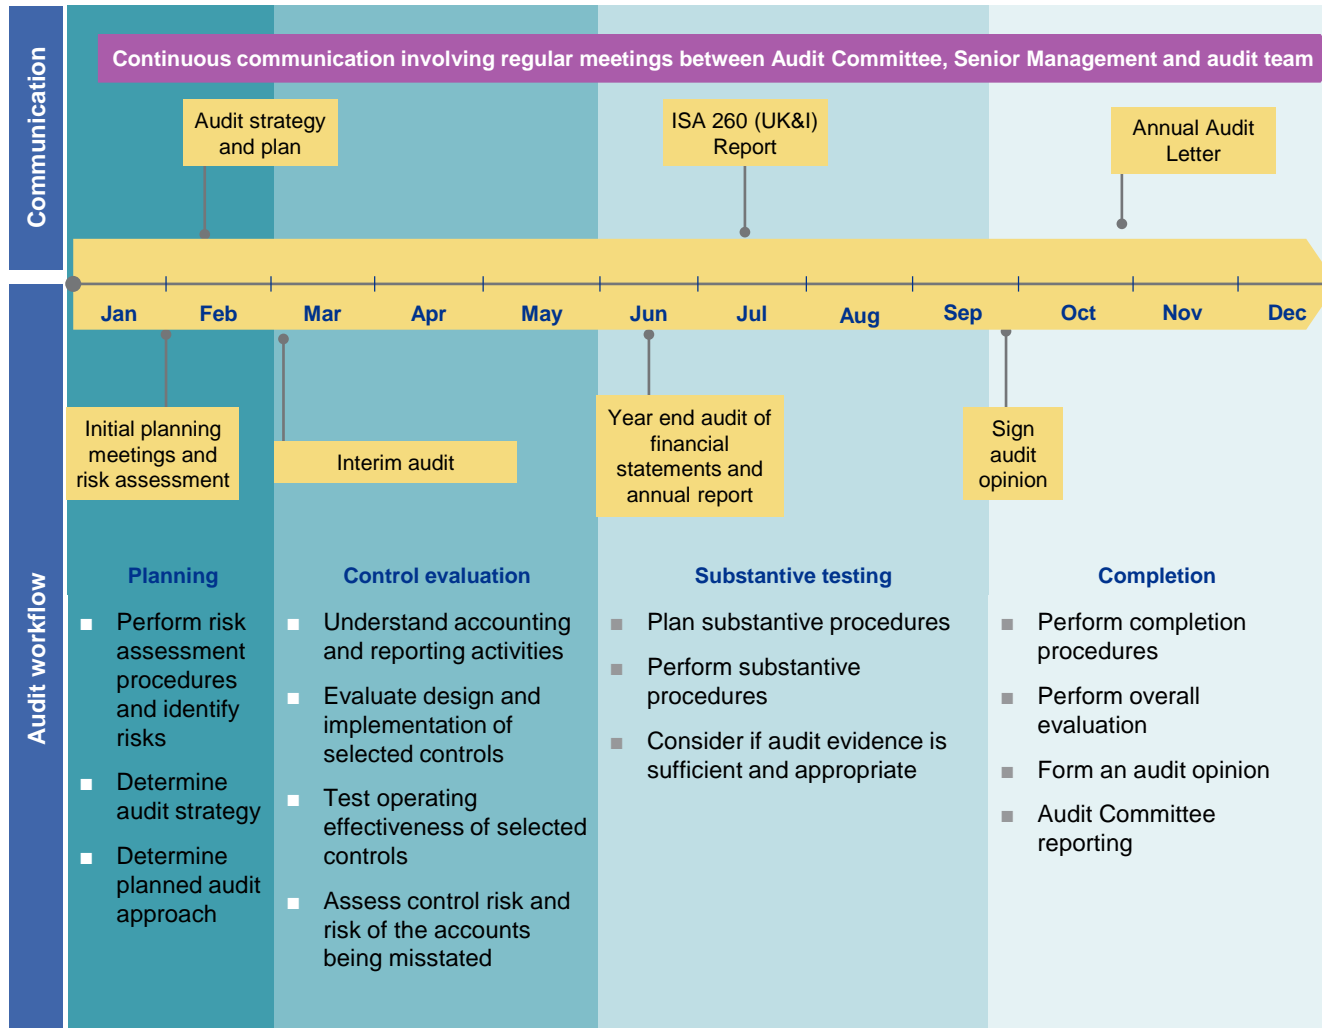 Communication
Continuous communication involving regular meetings between Audit Committee, Senior Management and audit team
Audit strategy
and plan
ISA 260 (UK&I)
Report
Annual Audit
Letter
Jan Feb Mar Apr May Jun Jul Aug Sep Oct Nov Dec
Audit workflow
Initial planning
meetings and
risk assessment
Interim audit
Year end audit of
financial
statements and
annual report
Sign
audit
opinion
Planning
■ Perform risk
assessment
procedures
and identify
risks
■ Determine
audit strategy
■ Determine
planned audit
approach
Control evaluation
■ Understand accounting
and reporting activities
■ Evaluate design and
implementation of
selected controls
■ Test operating
effectiveness of selected
controls
■ Assess control risk and
risk of the accounts
being misstated
Substantive testing
■ Plan substantive procedures
■ Perform substantive
procedures
■ Consider if audit evidence is
sufficient and appropriate
Completion
■ Perform completion
procedures
■ Perform overall
evaluation
■ Form an audit opinion
■ Audit Committee
reporting